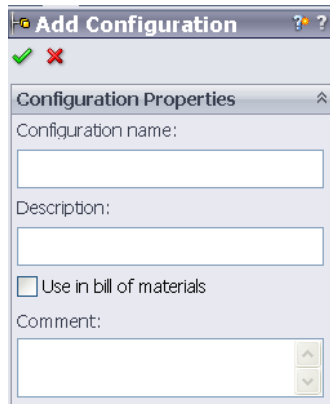 Add Configuration ? ?
Configuration Properties
Configuration name:
Description:
Use in bill of materials
Comment: